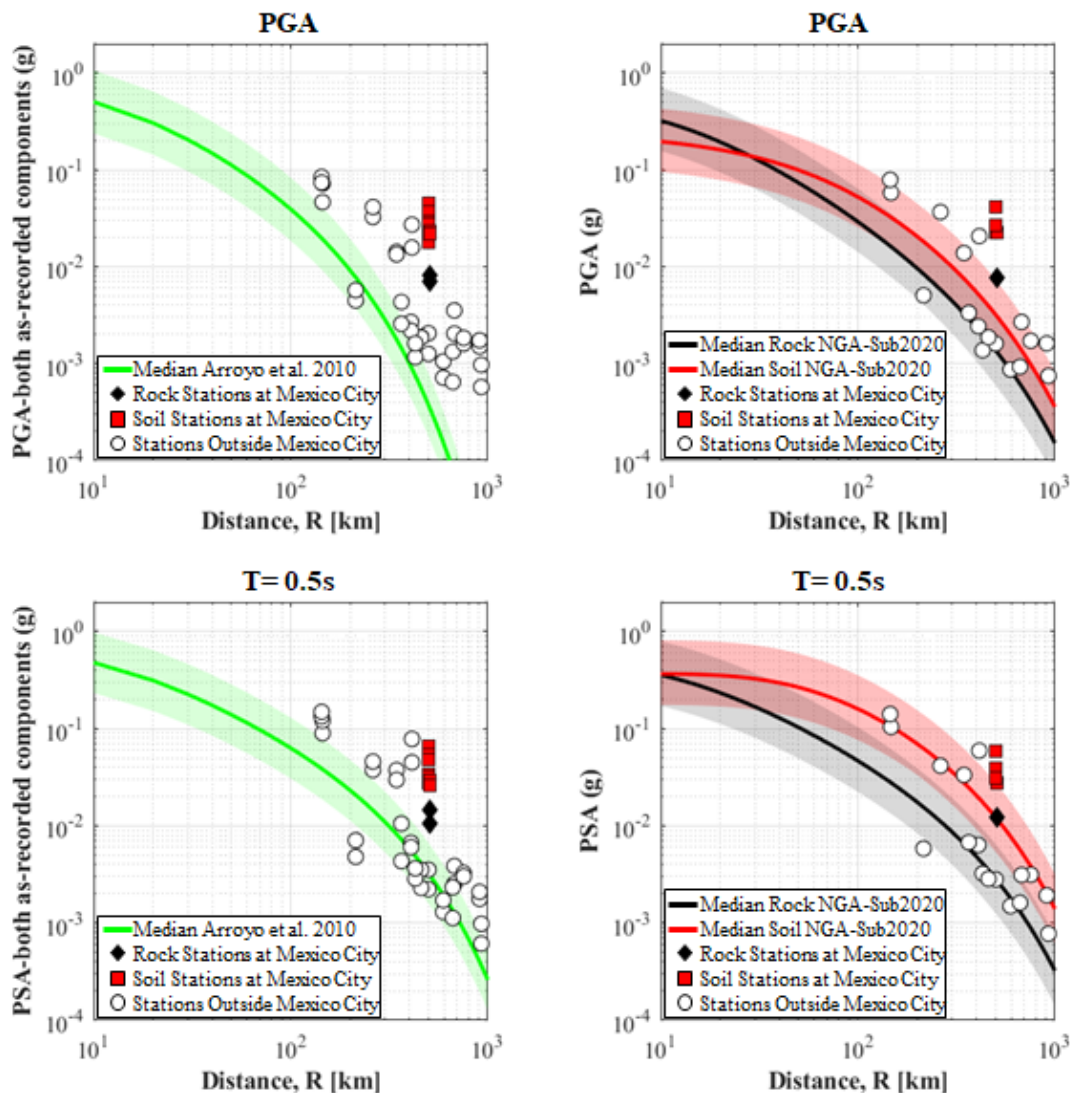 PGA
PGA-both as-recorded components (g)
10^0
10^-1
10^-2
10^-3
10^-4
Median Arroyo et al. 2010
Rock Stations at Mexico City
Soil Stations at Mexico City
Stations Outside Mexico City
10^1
10^2
10^3
Distance, R [km]
PGA
PGA (g)
10^0
10^-1
10^-2
10^-3
10^-4
Median Rock NGA-Sub2020
Median Soil NGA-Sub2020
Rock Stations at Mexico City
Soil Stations at Mexico City
Stations Outside Mexico City
10^1
10^2
10^3
Distance, R [km]
T= 0.5s
PSA-both as-recorded components (g)
10^0
10^-1
10^-2
10^-3
10^-4
Median Arroyo et al. 2010
Rock Stations at Mexico City
Soil Stations at Mexico City
Stations Outside Mexico City
10^1
10^2
10^3
Distance, R [km]
T= 0.5s
PSA (g)
10^0
10^-1
10^-2
10^-3
10^-4
Median Rock NGA-Sub2020
Median Soil NGA-Sub2020
Rock Stations at Mexico City
Soil Stations at Mexico City
Stations Outside Mexico City
10^1
10^2
10^3
Distance, R [km]